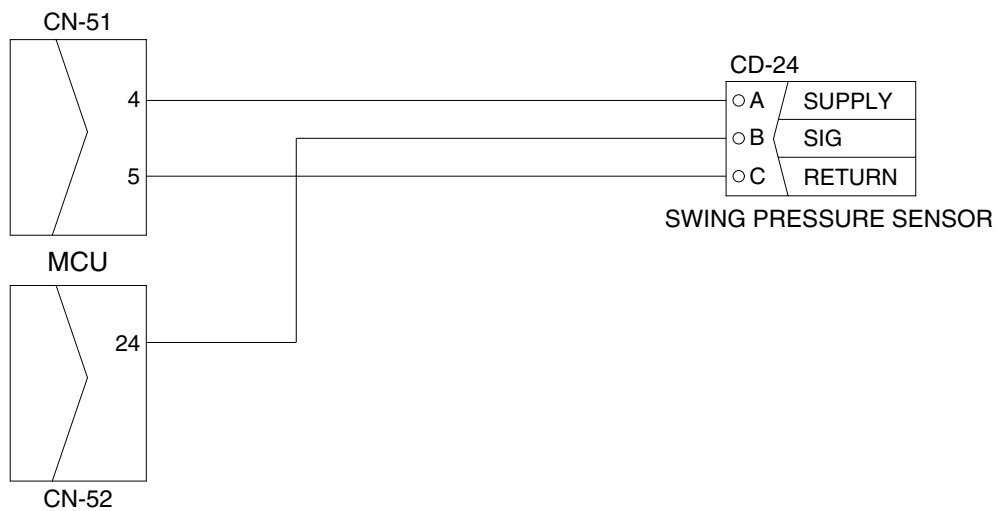 CN-51
CD-24
4
A SUPPLY
B SIG
5
C RETURN
SWING PRESSURE SENSOR
MCU
24
CN-52